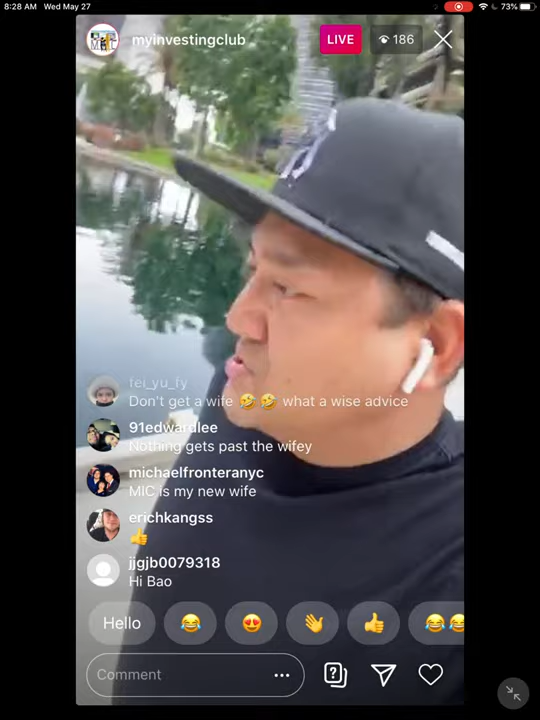 8:28 AM Wed May 27
73%
myinvestingclub
LIVE
186
fei_yu_fy
Don't get a wife 🤣 🤣 what a wise advice
91edwardlee
Nothing gets past the wifey
michaelfronteranyc
MIC is my new wife
erichkangss
👍
jjgjb0079318
Hi Bao
Hello
Comment